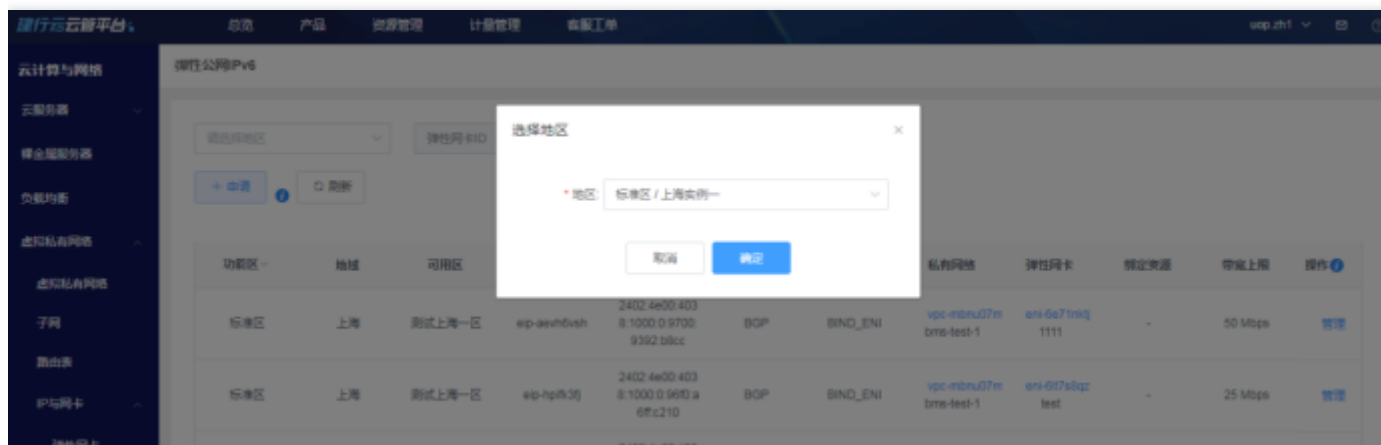 建行云云管平台
总览 产品 资源管理 计量管理 客服工单 uop.zh1
云计算与网络
弹性公网IPv6
云服务器
裸金属服务器
负载均衡
虚拟私有网络
虚拟私有网络
子网
路由表
IP与网卡
弹性网卡
请选择地区 弹性网卡ID
+ 申请 刷新
选择地区
* 地区: 标准区 / 上海实例一
取消 确定
功能区 地域 可用区 私有网络 弹性网卡 绑定资源 带宽上限 操作
标准区 上海 测试上海一区 eip-aevh6vsh 2402:4e00:403 BGP BIND_ENI vpc-mbnu07m - 50 Mbps 管理
8:1000:0:9700:
9392:b8cc
bms-test-1 1111
标准区 上海 测试上海一区 2402:4e00:403 BGP BIND_ENI vpc-mbnu07m - 25 Mbps 管理
8:1000:0:96f0:a
6ff:c210
bms-test-1 test